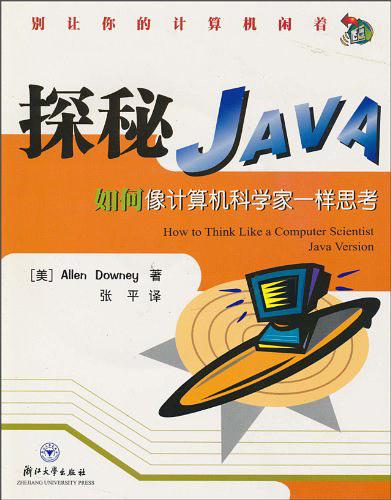 别让你的计算机闲着
探秘JAVA
如何像计算机科学家一样思考
How to Think Like a Computer Scientist
Java Version
[美] Allen Downey 著
张 平 译
浙江大学出版社
ZHEJIANG UNIVERSITY PRESS